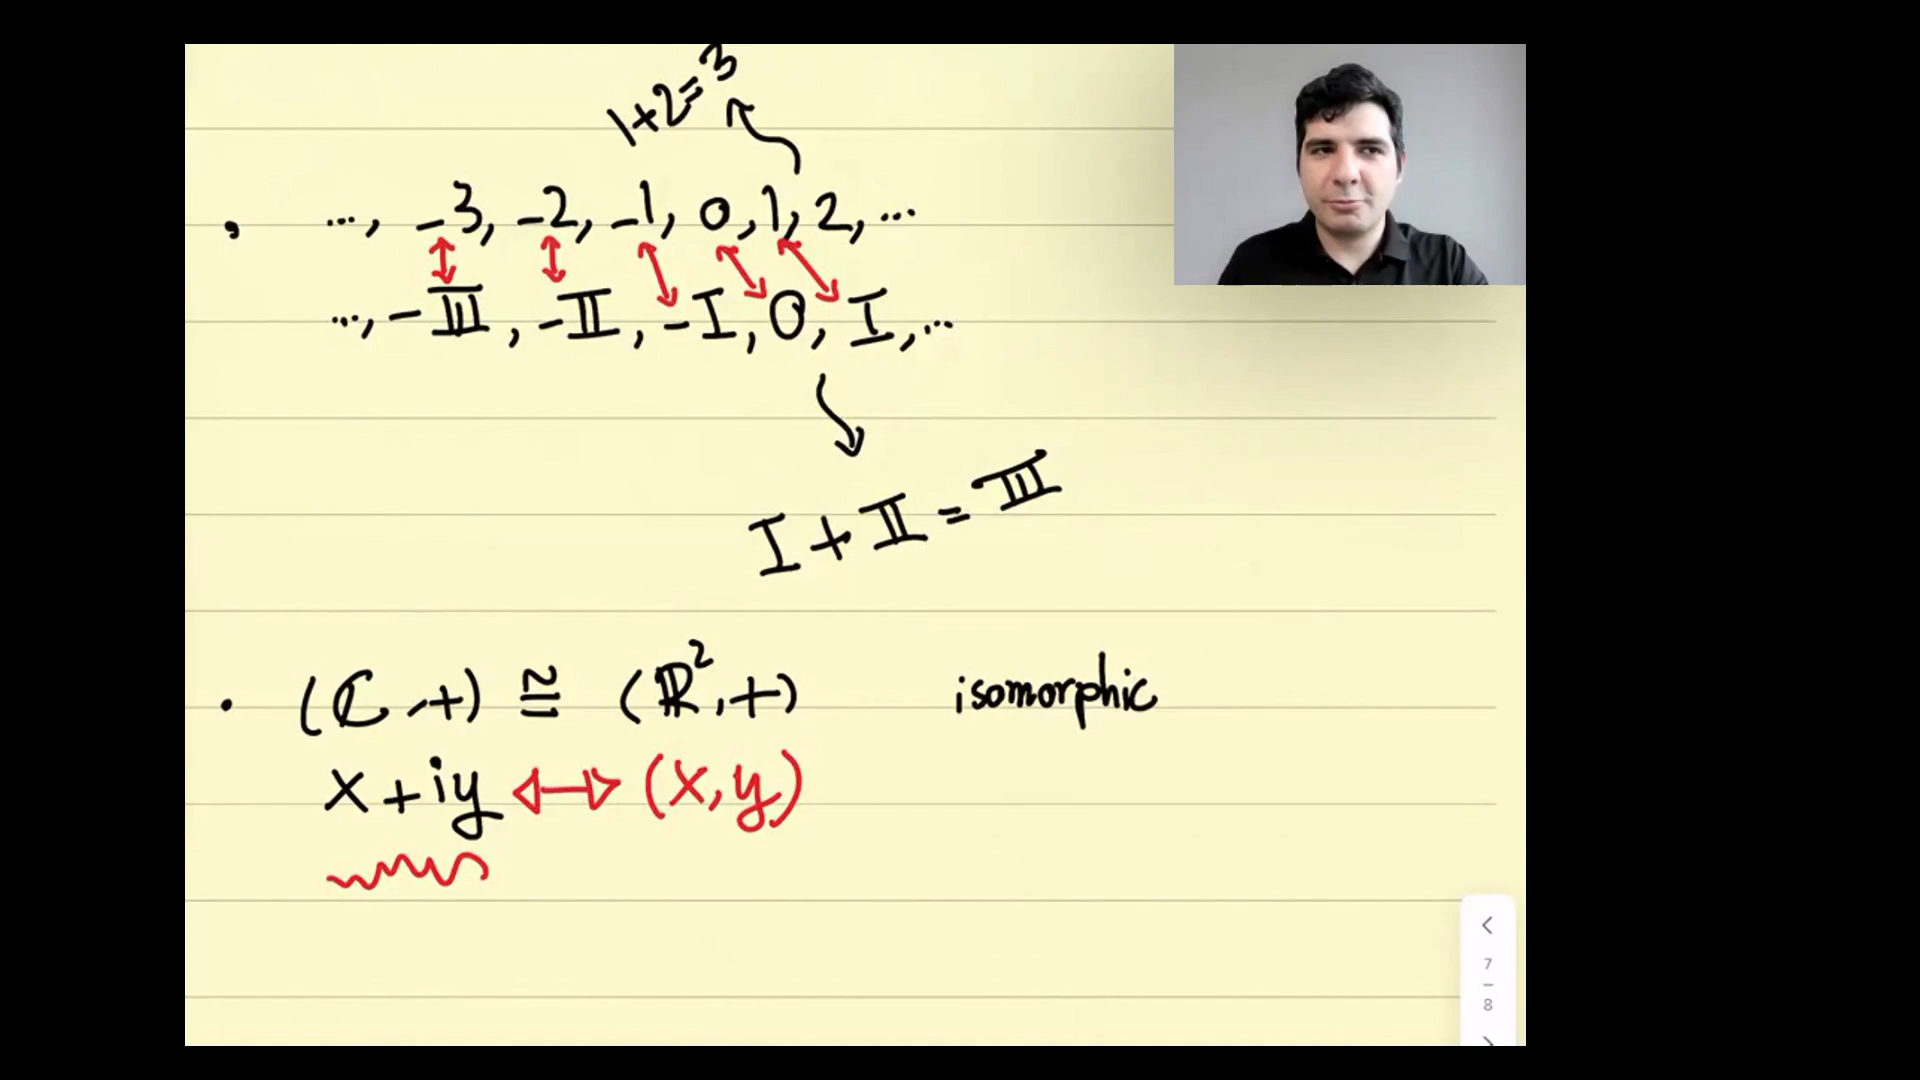 1+2=3
..., -3, -2, -1, 0, 1, 2, ...
..., -III, -II, -I, 0, I, ...
I + II = III
• (ℂ, +) ≅ (ℝ², +) isomorphic
x + iy ↔ (x, y)
7
8